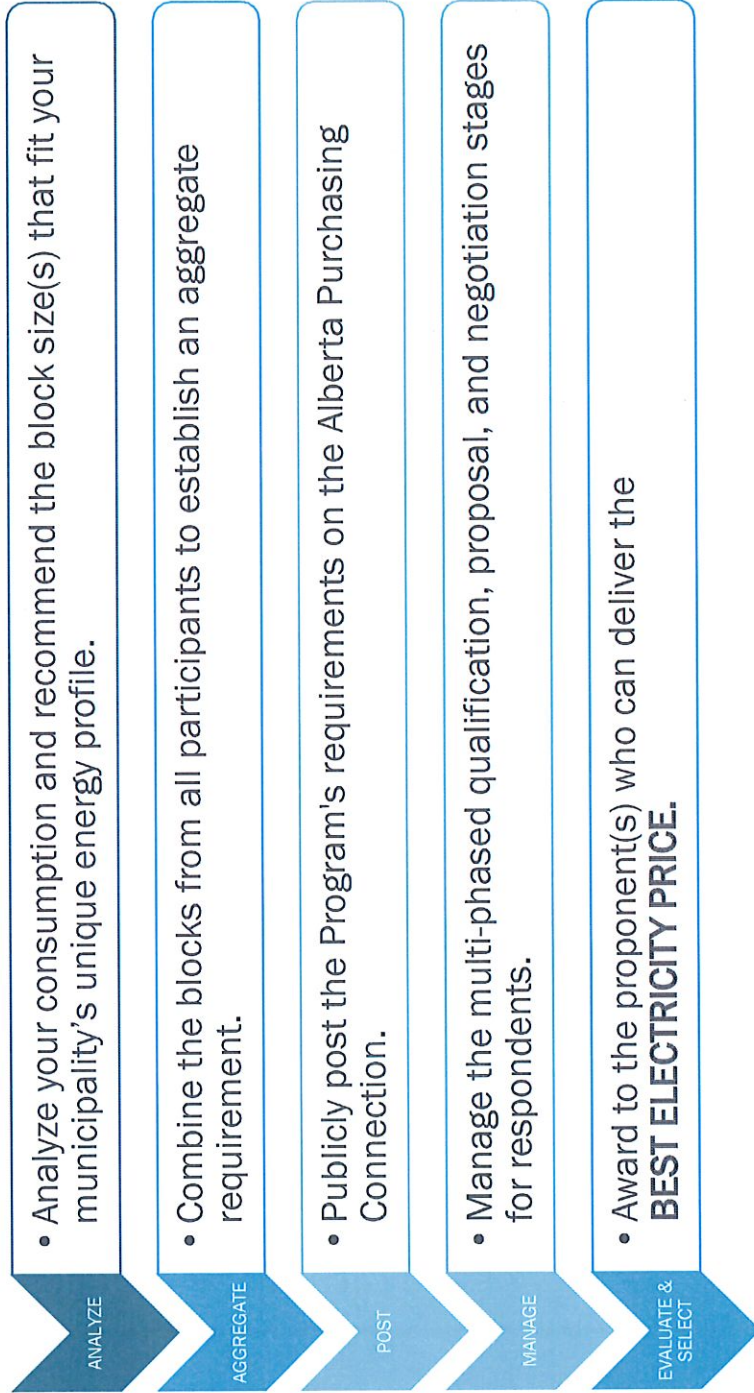 ANALYZE
• Analyze your consumption and recommend the block size(s) that fit your
municipality's unique energy profile.
AGGREGATE
• Combine the blocks from all participants to establish an aggregate
requirement.
POST
• Publicly post the Program's requirements on the Alberta Purchasing
Connection.
MANAGE
• Manage the multi-phased qualification, proposal, and negotiation stages
for respondents.
EVALUATE &
SELECT
• Award to the proponent(s) who can deliver the
BEST ELECTRICITY PRICE.